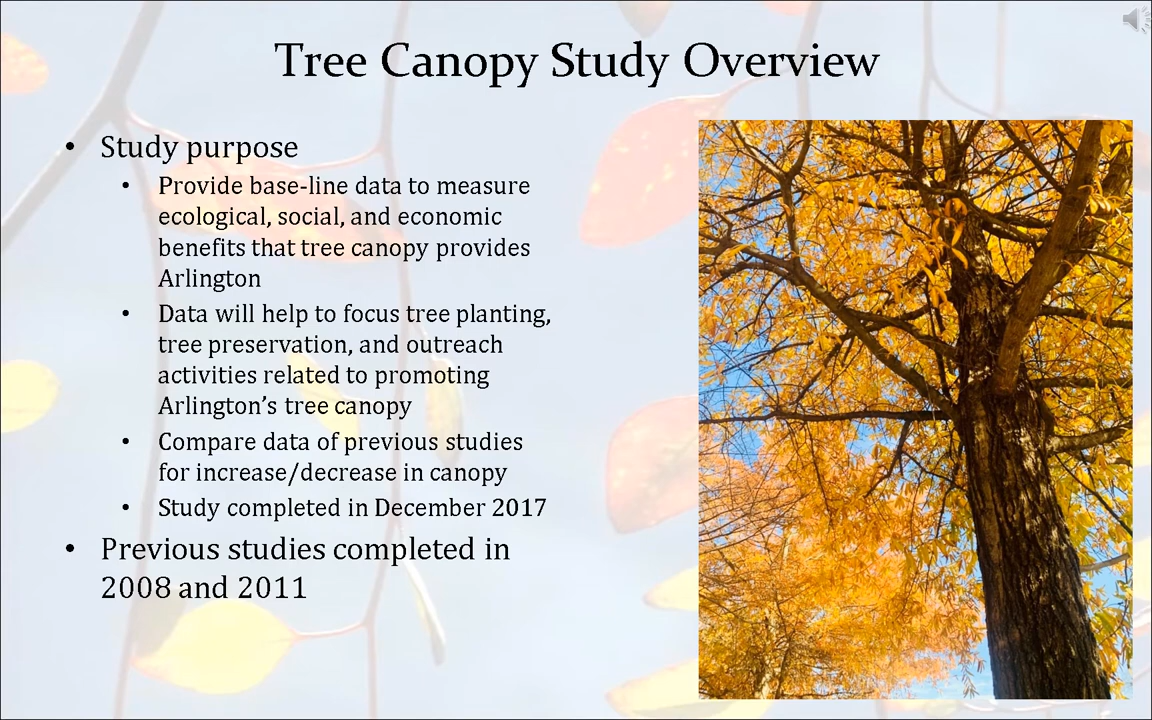 Tree Canopy Study Overview
• Study purpose
• Provide base-line data to measure
ecological, social, and economic
benefits that tree canopy provides
Arlington
• Data will help to focus tree planting,
tree preservation, and outreach
activities related to promoting
Arlington’s tree canopy
• Compare data of previous studies
for increase/decrease in canopy
• Study completed in December 2017
• Previous studies completed in
2008 and 2011